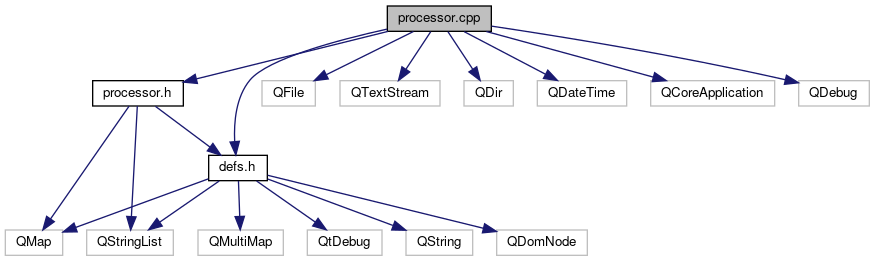 processor.cpp
processor.h
QFile
QTextStream
QDir
QDateTime
QCoreApplication
QDebug
defs.h
QMap
QStringList
QMultiMap
QtDebug
QString
QDomNode